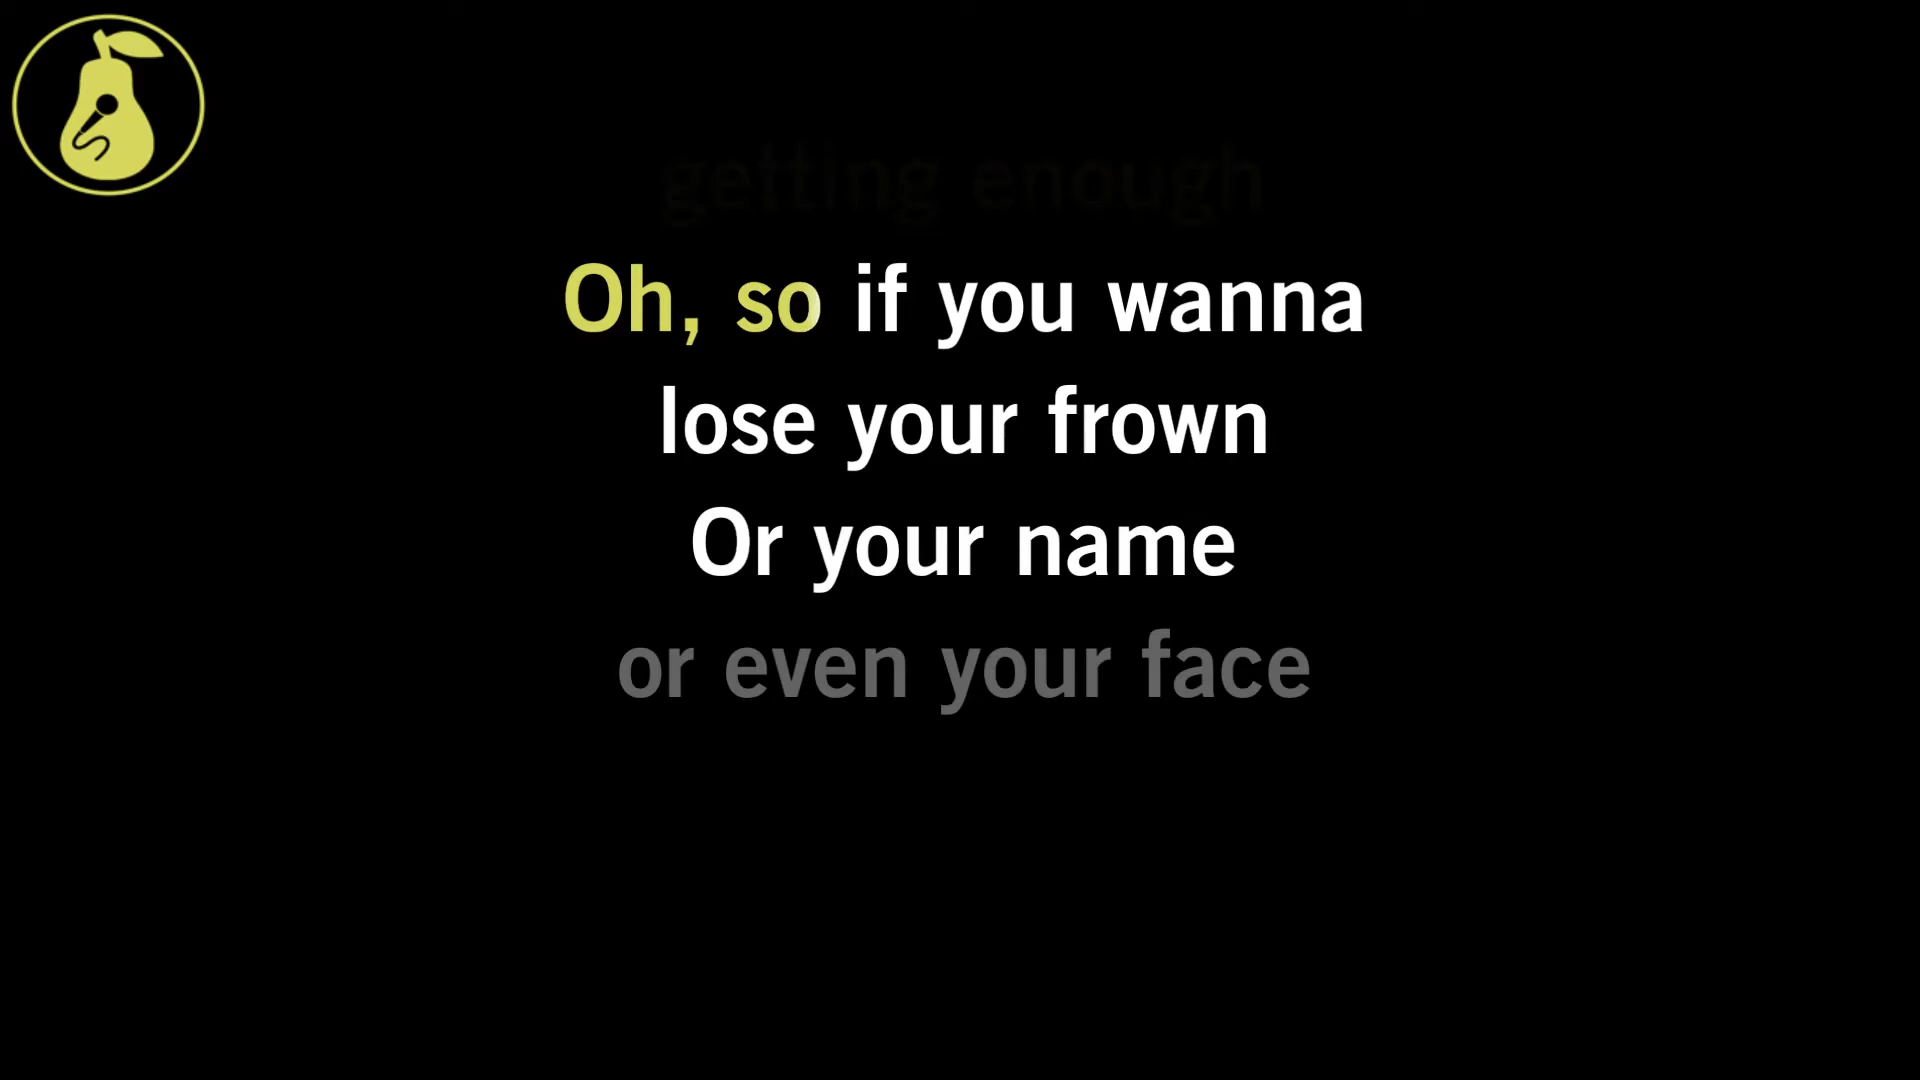 getting enough
Oh, so if you wanna
lose your frown
Or your name
or even your face